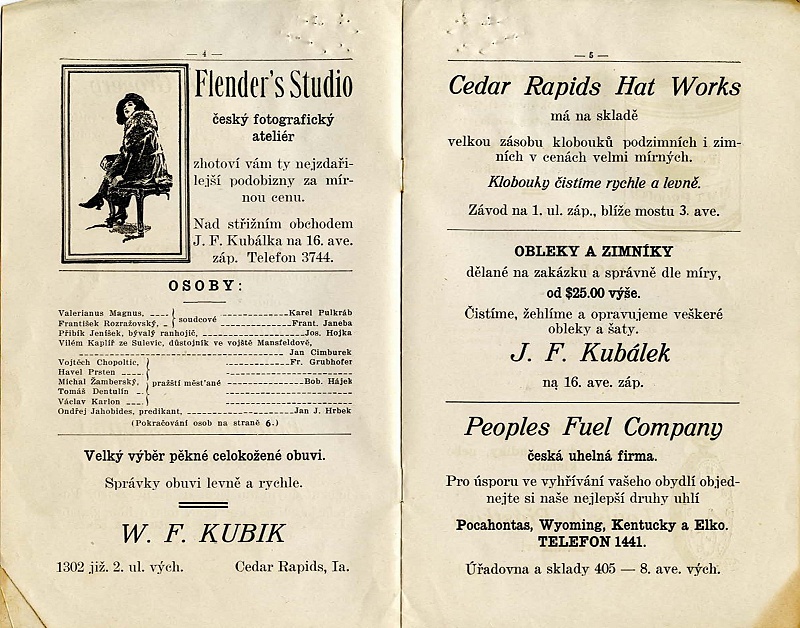 — 4 —
Flender's Studio
český fotografický
ateliér
zhotoví vám ty nejzdaři-
lejší podobizny za mír-
nou cenu.
Nad střižním obchodem
J. F. Kubálka na 16. ave.
záp. Telefon 3744.
OSOBY:
Valerianus Magnus, soudcové Karel Pulkráb
František Rozražovský, Frant. Janeba
Přibík Jeníšek, bývalý ranhojič, Jos. Hojka
Vilém Kaplíř ze Sulevic, důstojník ve vojště Mansfeldově,
Jan Cimburek
Vojtěch Chopoltic, Fr. Grubhofer
Havel Prsten
Michal Žamberský, pražští měst'ané Bob. Hájek
Tomáš Dentulín
Václav Karlon
Ondřej Jahobides, predikant, Jan J. Hrbek
(Pokračování osob na straně 6.)
Velký výběr pěkné celokožené obuvi.
Správky obuvi levně a rychle.
W. F. KUBIK
1302 již. 2. ul. vých. Cedar Rapids, Ia.
— 5 —
Cedar Rapids Hat Works
má na skladě
velkou zásobu klobouků podzimních i zim-
ních v cenách velmi mírných.
Klobouky čistíme rychle a levně.
Závod na 1. ul. záp., blíže mostu 3. ave.
OBLEKY A ZIMNÍKY
dělané na zakázku a správně dle míry,
od $25.00 výše.
Čistíme, žehlíme a opravujeme veškeré
obleky a šaty.
J. F. Kubálek
na 16. ave. záp.
Peoples Fuel Company
česká uhelná firma.
Pro úsporu ve vyhřívání vašeho obydlí objed-
nejte si naše nejlepší druhy uhlí
Pocahontas, Wyoming, Kentucky a Elko.
TELEFON 1441.
Úřadovna a sklady 405 — 8. ave. vých.